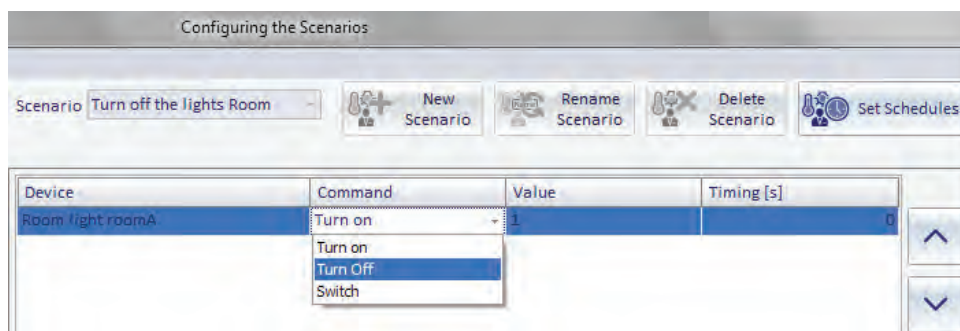 Configuring the Scenarios
Scenario Turn off the lights Room
New Scenario
Rename Scenario
Delete Scenario
Set Schedules
Device Command Value Timing [s]
Room light roomA Turn on 1 0
Turn on
Turn Off
Switch